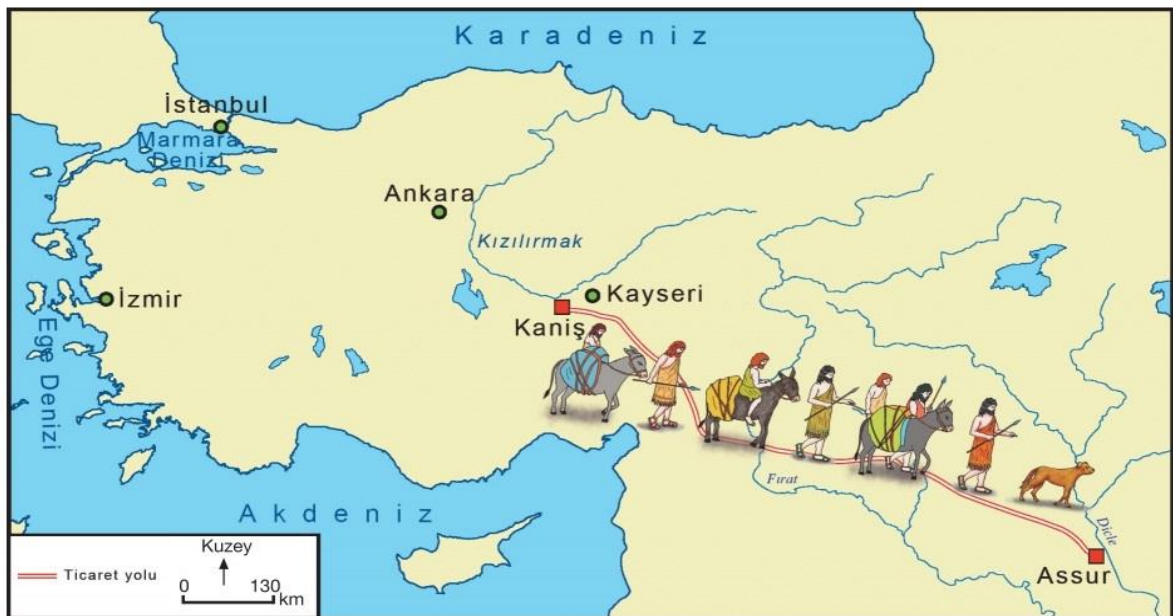 Karadeniz
İstanbul
Marmara
Denizi
Ankara
Kızılırmak
İzmir
Kayseri
Kaniş
Ege Denizi
Fırat
Dicle
Akdeniz
Assur
Kuzey
Ticaret yolu
0 130
km